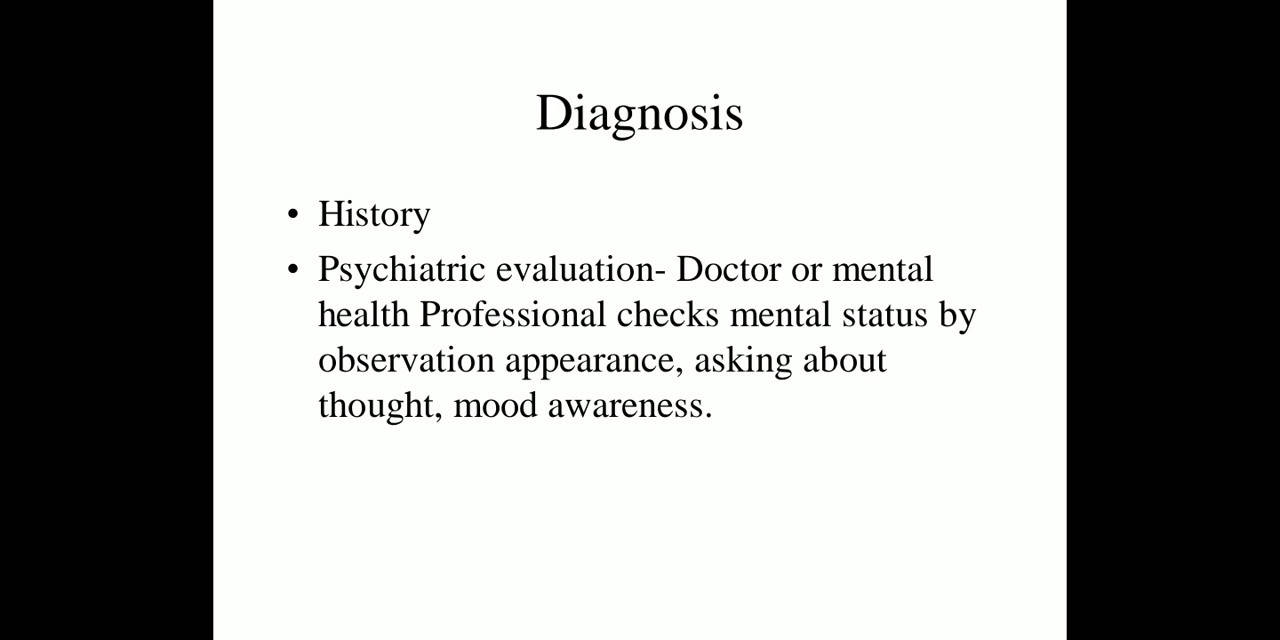 Diagnosis
• History
• Psychiatric evaluation- Doctor or mental
health Professional checks mental status by
observation appearance, asking about
thought, mood awareness.